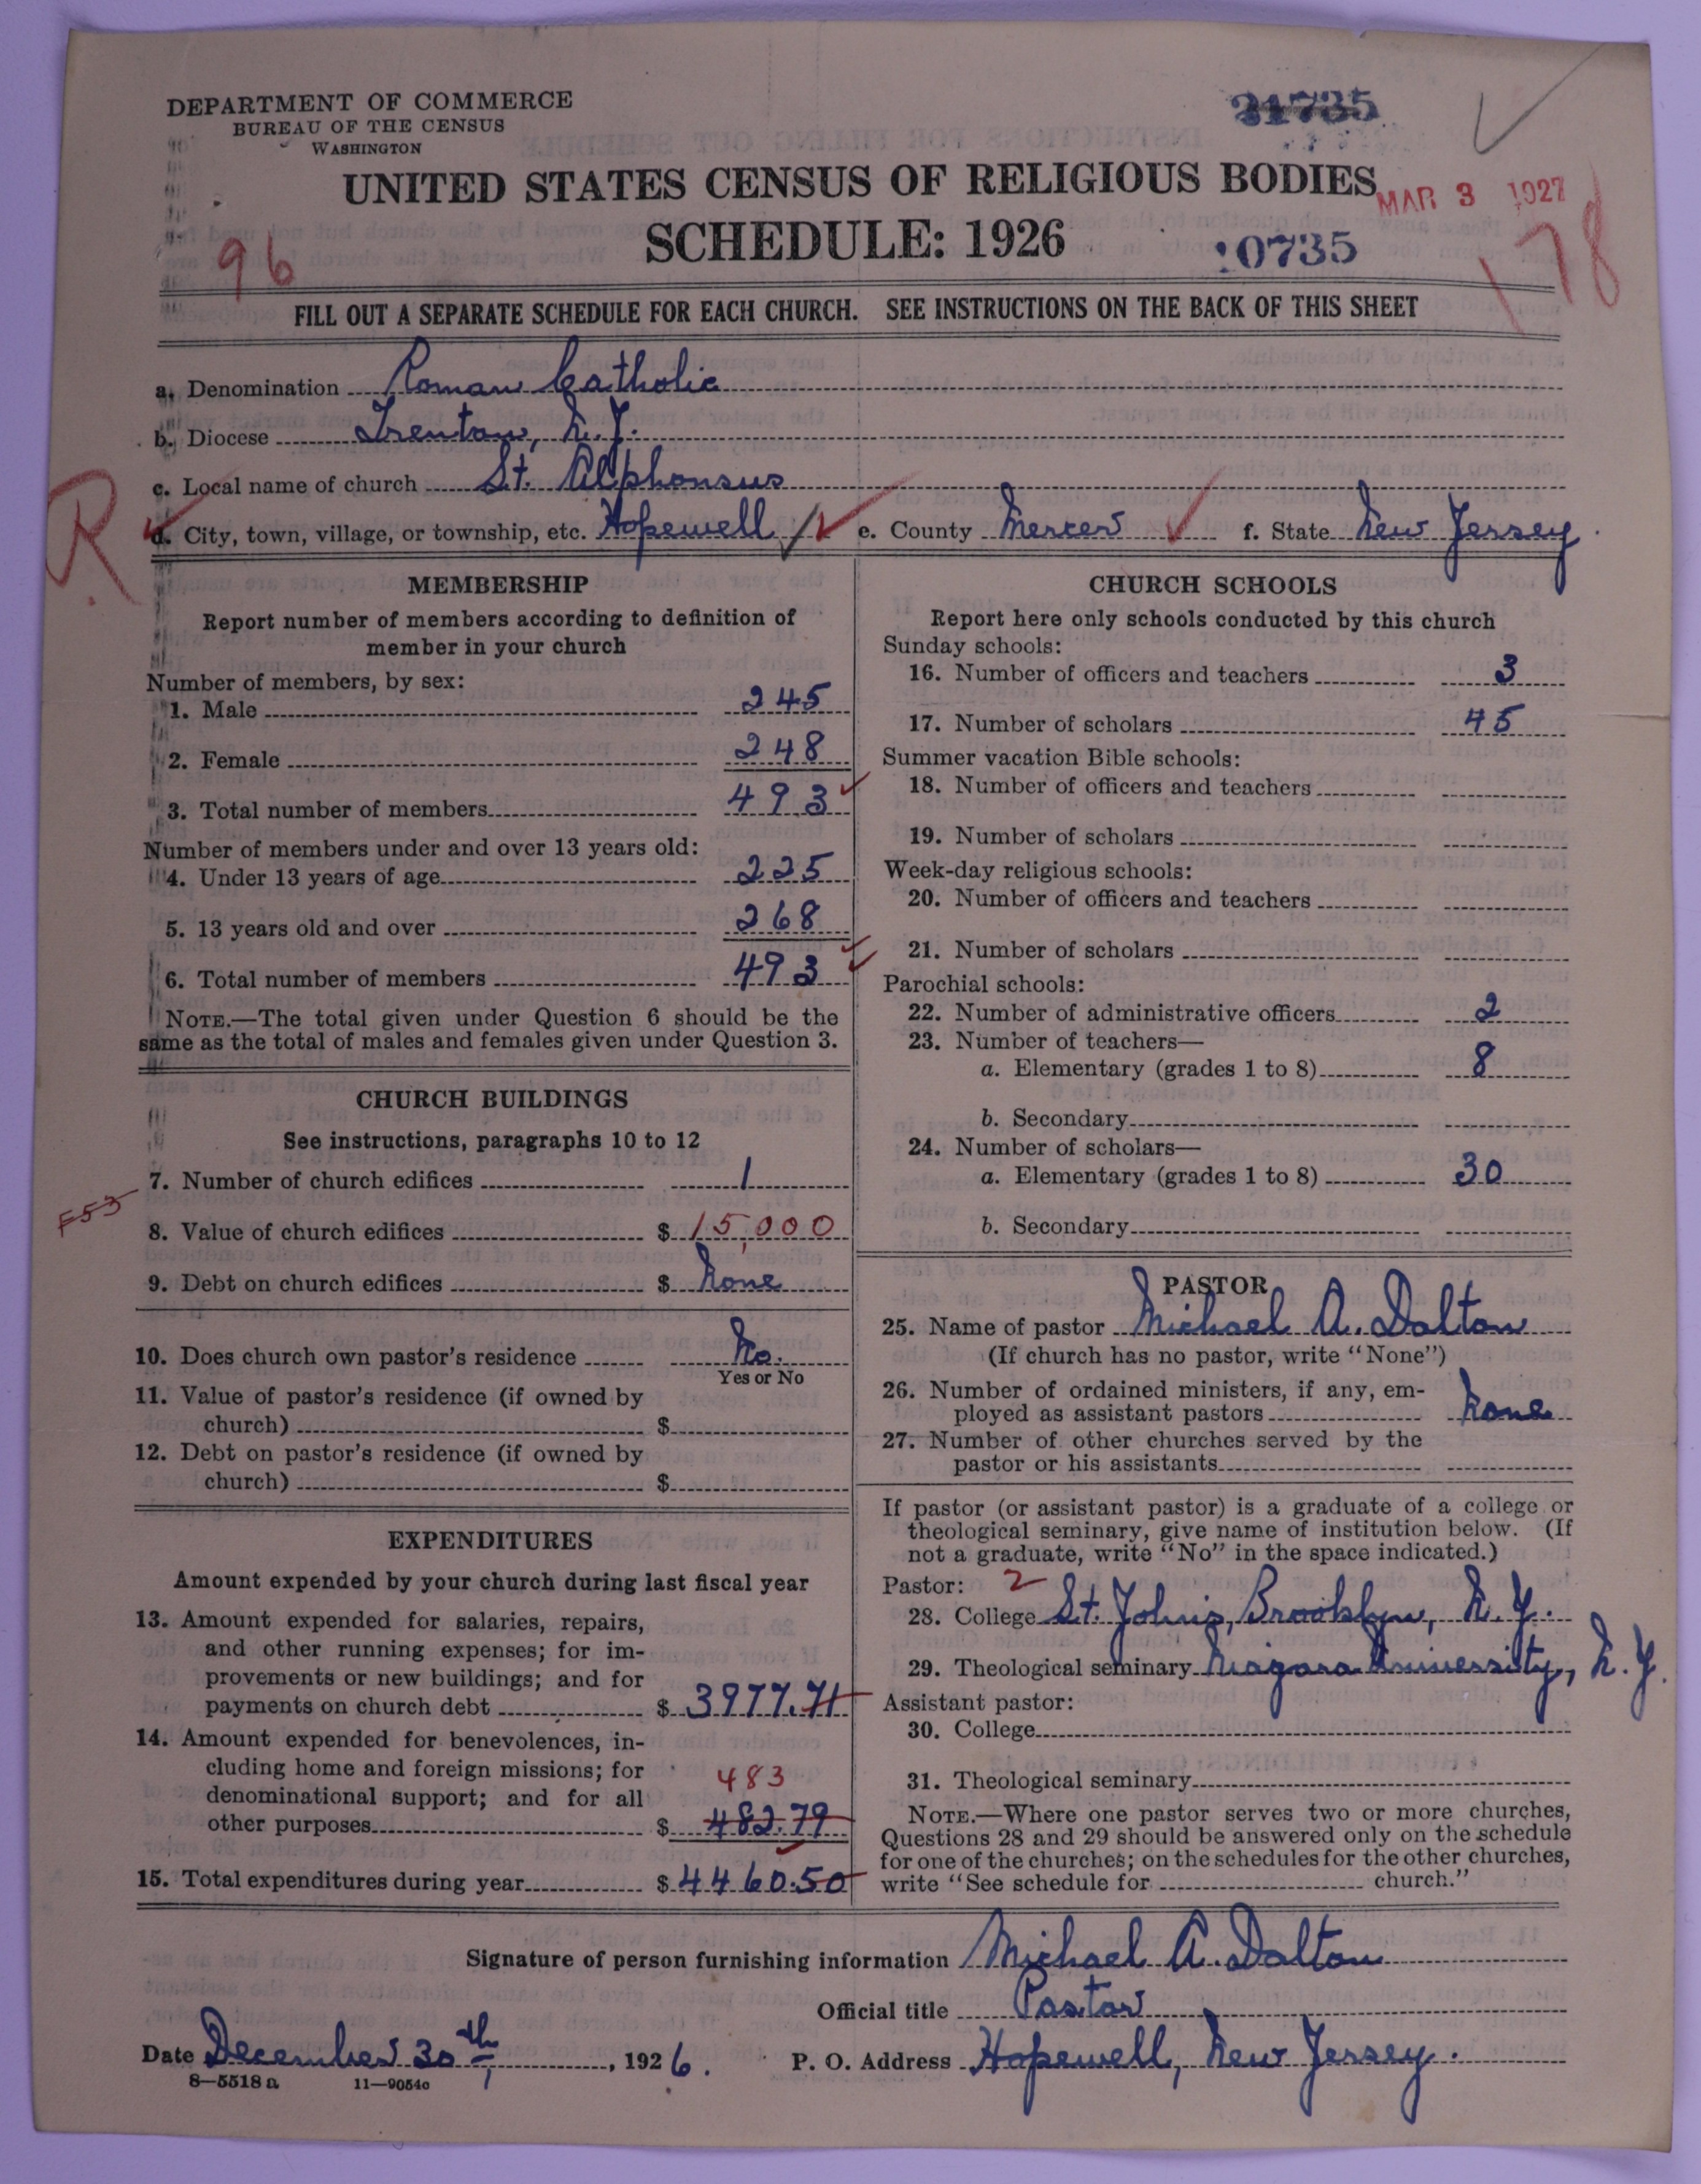 DEPARTMENT OF COMMERCE
BUREAU OF THE CENSUS
WASHINGTON
31735
UNITED STATES CENSUS OF RELIGIOUS BODIES
MAR 3 1927
SCHEDULE: 1926
10735
96
178
FILL OUT A SEPARATE SCHEDULE FOR EACH CHURCH. SEE INSTRUCTIONS ON THE BACK OF THIS SHEET
a. Denomination Roman Catholic
b. Diocese Trenton, N.J.
c. Local name of church St. Alphonsus
R.
d. City, town, village, or township, etc. Hopewell e. County Mercer f. State New Jersey.
MEMBERSHIP
Report number of members according to definition of
member in your church
Number of members, by sex:
1. Male 245
2. Female 248
3. Total number of members 493
Number of members under and over 13 years old:
4. Under 13 years of age 225
5. 13 years old and over 268
6. Total number of members 493
NOTE.—The total given under Question 6 should be the
same as the total of males and females given under Question 3.
CHURCH BUILDINGS
See instructions, paragraphs 10 to 12
7. Number of church edifices 1
F53
8. Value of church edifices $ 15,000
9. Debt on church edifices $ None
10. Does church own pastor's residence No.
Yes or No
11. Value of pastor's residence (if owned by
church) $
12. Debt on pastor's residence (if owned by
church) $
EXPENDITURES
Amount expended by your church during last fiscal year
13. Amount expended for salaries, repairs,
and other running expenses; for im-
provements or new buildings; and for
payments on church debt $ 3977.71
14. Amount expended for benevolences, in-
cluding home and foreign missions; for
483
denominational support; and for all
other purposes $ 482.79
15. Total expenditures during year $ 4460.50
CHURCH SCHOOLS
Report here only schools conducted by this church
Sunday schools:
16. Number of officers and teachers 3
17. Number of scholars 45
Summer vacation Bible schools:
18. Number of officers and teachers
19. Number of scholars
Week-day religious schools:
20. Number of officers and teachers
21. Number of scholars
Parochial schools:
22. Number of administrative officers 2
23. Number of teachers—
a. Elementary (grades 1 to 8) 8
b. Secondary
24. Number of scholars—
a. Elementary (grades 1 to 8) 30
b. Secondary
PASTOR
25. Name of pastor Michael A. Dalton
(If church has no pastor, write "None")
26. Number of ordained ministers, if any, em-
ployed as assistant pastors None
27. Number of other churches served by the
pastor or his assistants
If pastor (or assistant pastor) is a graduate of a college or
theological seminary, give name of institution below. (If
not a graduate, write "No" in the space indicated.)
Pastor: 2
28. College St. John's, Brooklyn, N.Y.
29. Theological seminary Niagara University, N.Y.
Assistant pastor:
30. College
31. Theological seminary
NOTE.—Where one pastor serves two or more churches,
Questions 28 and 29 should be answered only on the schedule
for one of the churches; on the schedules for the other churches,
write "See schedule for church."
Signature of person furnishing information Michael A. Dalton
Official title Pastor
Date December 30th, 1926. P. O. Address Hopewell, New Jersey.
8—5518 a 11—9054c